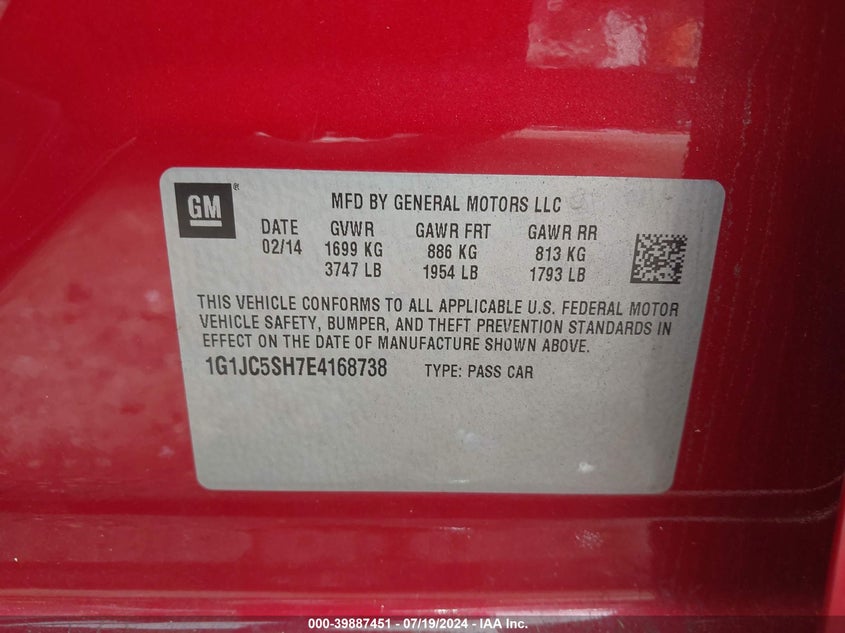 GM ®
MFD BY GENERAL MOTORS LLC
DATE GVWR GAWR FRT GAWR RR
02/14 1699 KG 886 KG 813 KG
3747 LB 1954 LB 1793 LB
THIS VEHICLE CONFORMS TO ALL APPLICABLE U.S. FEDERAL MOTOR
VEHICLE SAFETY, BUMPER, AND THEFT PREVENTION STANDARDS IN
EFFECT ON THE DATE OF MANUFACTURE SHOWN ABOVE.
1G1JC5SH7E4168738 TYPE: PASS CAR
000-39887451 - 07/19/2024 - IAA, Inc.